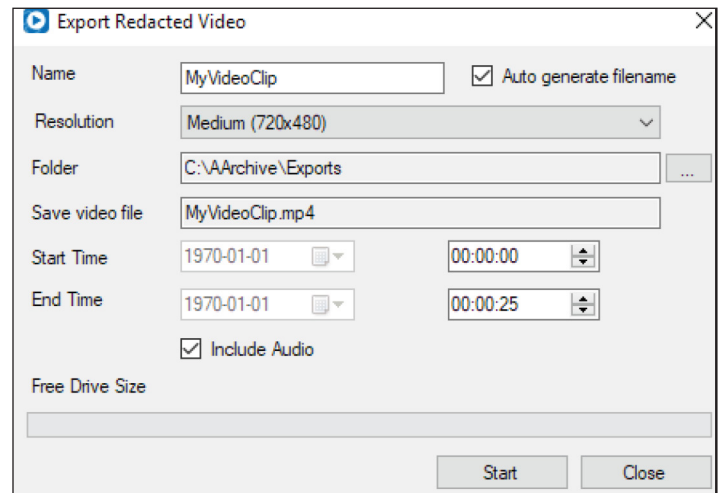 Export Redacted Video
Name MyVideoClip Auto generate filename
Resolution Medium (720x480)
Folder C:\AArchive\Exports ...
Save video file MyVideoClip.mp4
Start Time 1970-01-01 00:00:00
End Time 1970-01-01 00:00:25
Include Audio
Free Drive Size
Start Close